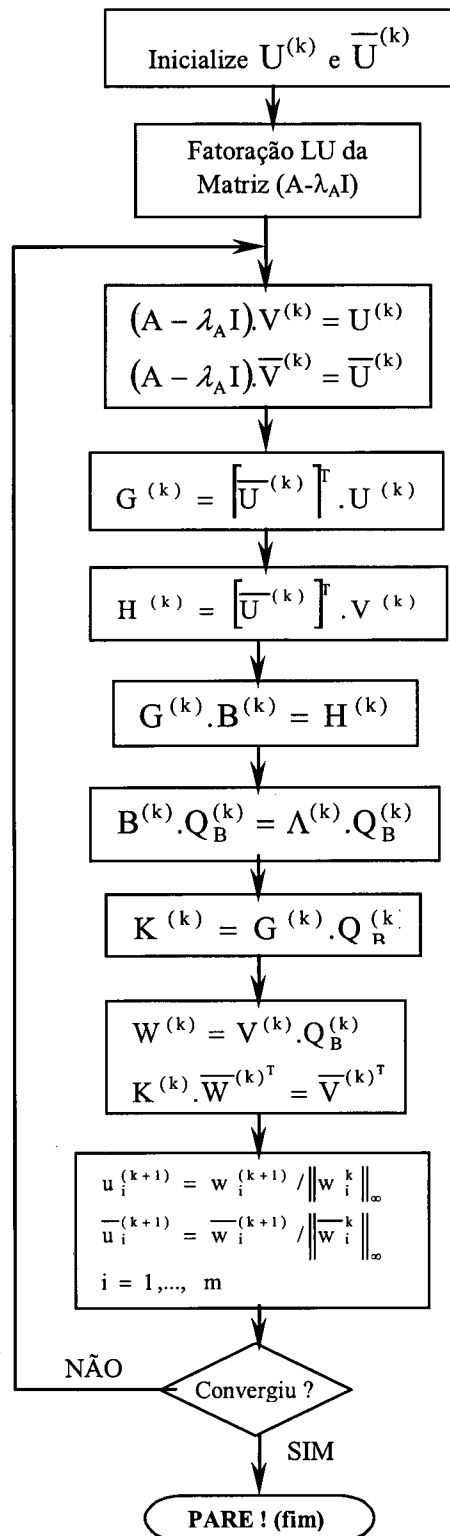 Inicialize U^(k) e U̅^(k)
Fatoração LU da
Matriz (A-λ_A I)
(A − λ_A I).V^(k) = U^(k)
(A − λ_A I).V̅^(k) = U̅^(k)
G^(k) = [U̅^(k)]^T . U^(k)
H^(k) = [U̅^(k)]^T . V^(k)
G^(k).B^(k) = H^(k)
B^(k).Q_B^(k) = Λ^(k).Q_B^(k)
K^(k) = G^(k).Q_B^(k
W^(k) = V^(k).Q_B^(k)
K^(k).W̅^(k)^T = V̅^(k)^T
u_i^(k+1) = w_i^(k+1) / ‖w_i^k‖_∞
u̅_i^(k+1) = w̅_i^(k+1) / ‖w̅_i^k‖_∞
i = 1,..., m
NÃO
Convergiu ?
SIM
PARE ! (fim)